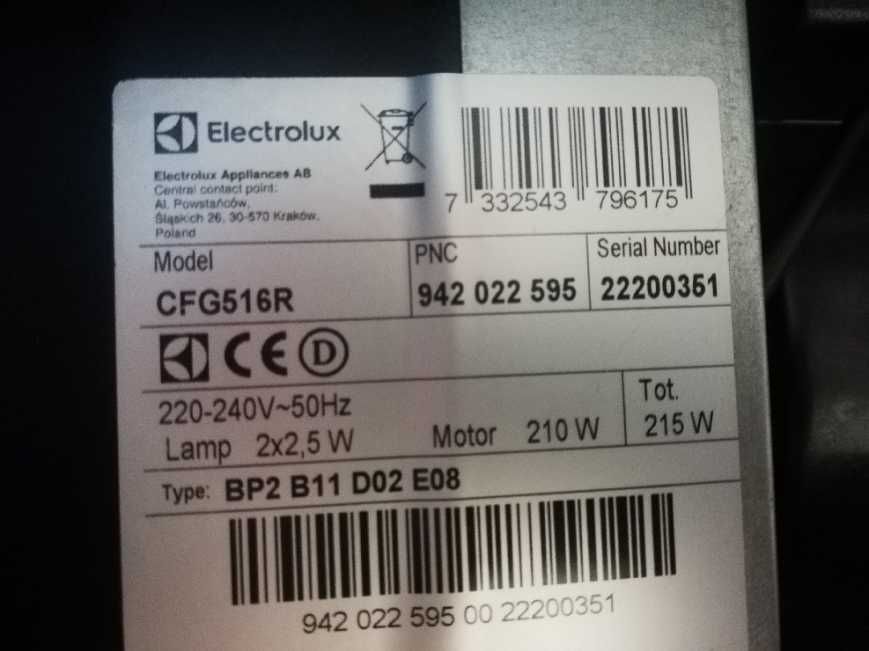 Electrolux
Electrolux Appliances AB
Central contact point:
Al. Powstańców,
Śląskich 26, 30-570 Kraków,
Poland
7 332543 796175
Model
CFG516R
PNC
942 022 595
Serial Number
22200351
CE D
220-240V~50Hz
Lamp 2x2,5 W
Motor 210 W
Tot.
215 W
Type: BP2 B11 D02 E08
942 022 595 00 22200351